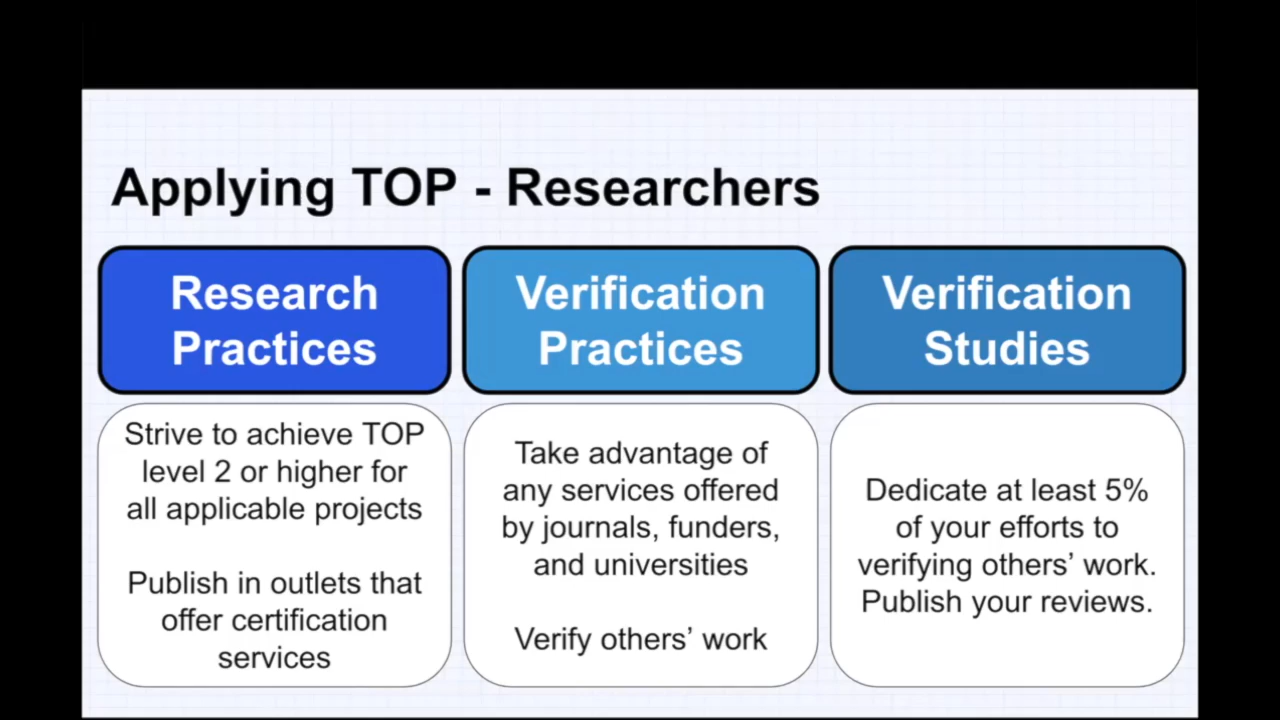 Applying TOP - Researchers
Research
Practices
Strive to achieve TOP
level 2 or higher for
all applicable projects
Publish in outlets that
offer certification
services
Verification
Practices
Take advantage of
any services offered
by journals, funders,
and universities
Verify others’ work
Verification
Studies
Dedicate at least 5%
of your efforts to
verifying others’ work.
Publish your reviews.